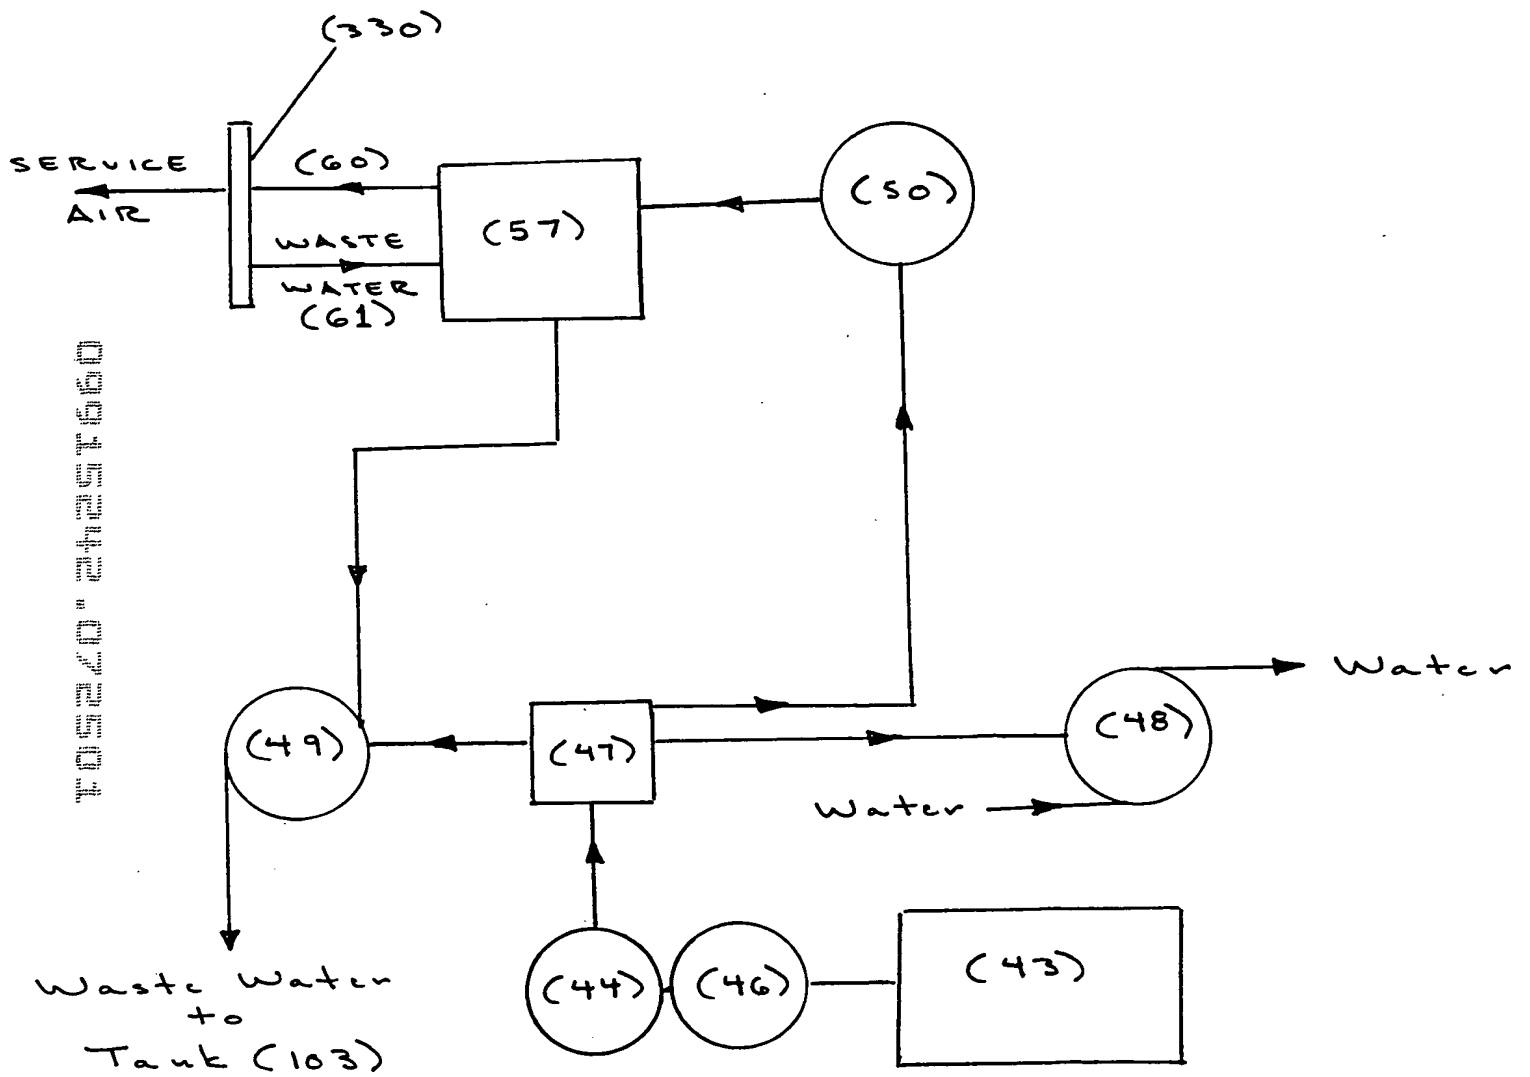 (330)
SERVICE
AIR
(60)
WASTE
WATER
(61)
(57)
(50)
09915242.072501
(49)
(47)
(48)
Water
Water
(44)
(46)
(43)
Waste Water
to
Tank (103)